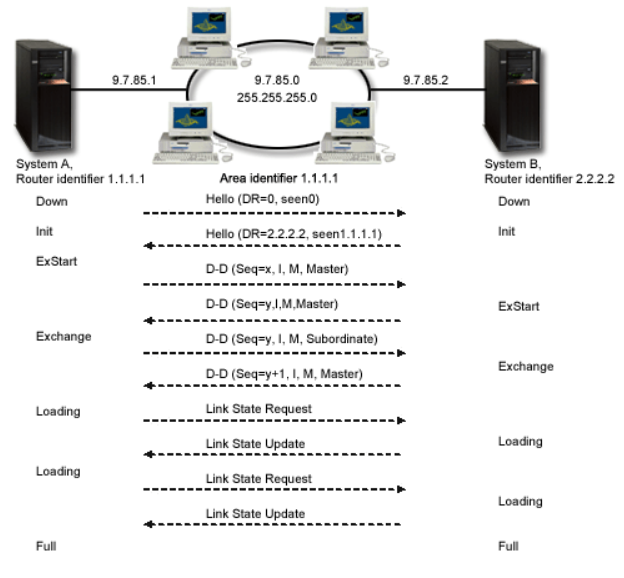 9.7.85.1
9.7.85.0
9.7.85.2
255.255.255.0
System A,
Router identifier 1.1.1.1
Area identifier 1.1.1.1
System B,
Router identifier 2.2.2.2
Down
Hello (DR=0, seen0)
Down
Init
Hello (DR=2.2.2.2, seen1.1.1.1)
Init
ExStart
D-D (Seq=x, I, M, Master)
D-D (Seq=y,I,M,Master)
ExStart
Exchange
D-D (Seq=y, I, M, Subordinate)
D-D (Seq=y+1, I, M, Master)
Exchange
Loading
Link State Request
Link State Update
Loading
Loading
Link State Request
Loading
Link State Update
Full
Full